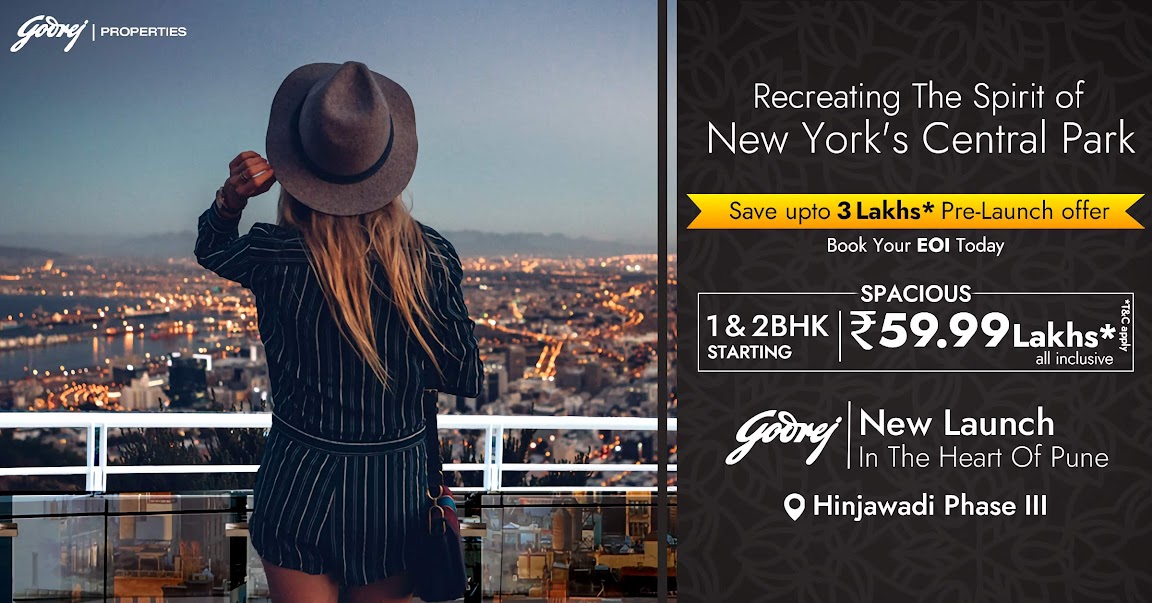 Godrej | PROPERTIES
Recreating The Spirit of
New York's Central Park
Save upto 3 Lakhs* Pre-Launch offer
Book Your EOI Today
SPACIOUS
1 & 2BHK
STARTING
₹59.99 Lakhs*
all inclusive
*T&C apply
Godrej
New Launch
In The Heart Of Pune
Hinjawadi Phase III